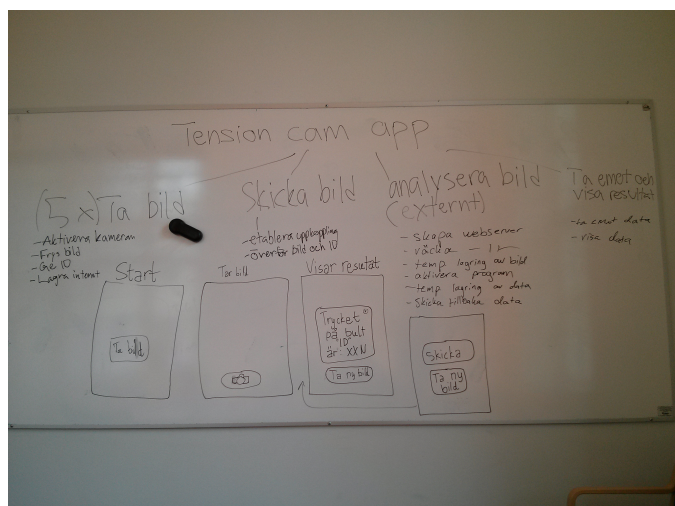 Tension cam app
(5x) Ta bild
- Aktivera kameran
- Frys bild
- Ge ID
- Lagra internt
Skicka bild
- etablera uppkoppling
- överför bild och ID
analysera bild
(externt)
- skapa webserver
- väcka - 11 -
- temp lagring av bild
- aktivera program
- temp lagring av data
- Skicka tillbaka data
Ta emot och
visa resultat
- ta emot data
- visa data
Start
Ta bild
Tar bild
Visar resultat
Trycket
på bult
"ID"
är: XX N
Ta ny bild
Skicka
Ta ny
bild